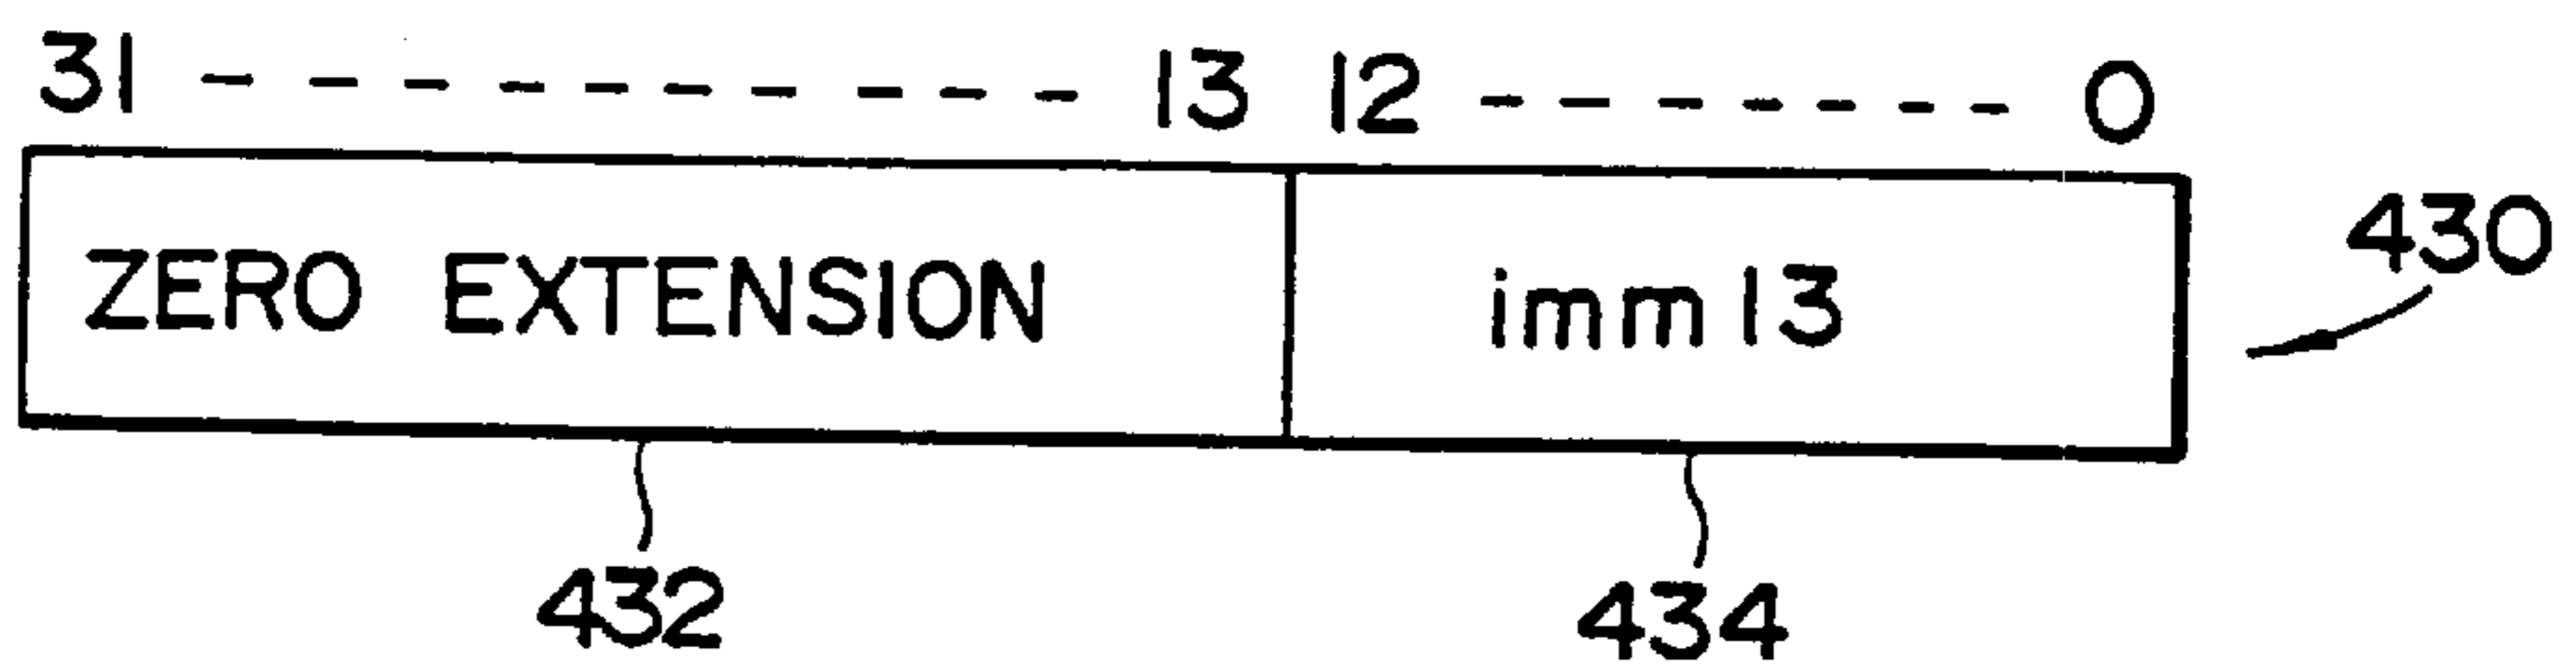 31 - - - - - - - - - - 13 12 - - - - - - - 0
ZERO EXTENSION imm13
430
432 434